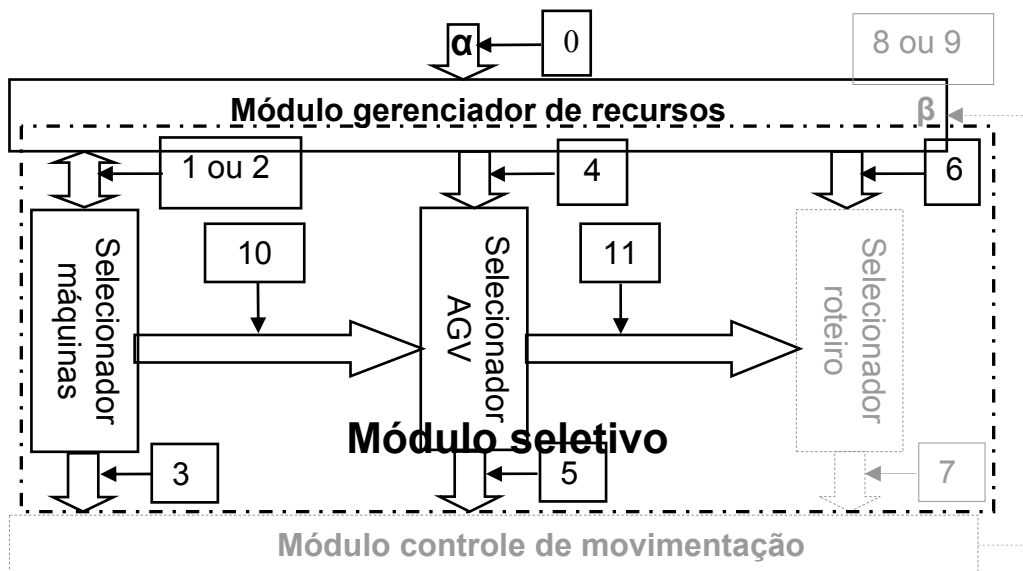 α
0
8 ou 9
Módulo gerenciador de recursos
β
1 ou 2
4
6
10
11
Selecionador
máquinas
Selecionador
AGV
Selecionador
roteiro
Módulo seletivo
3
5
7
Módulo controle de movimentação